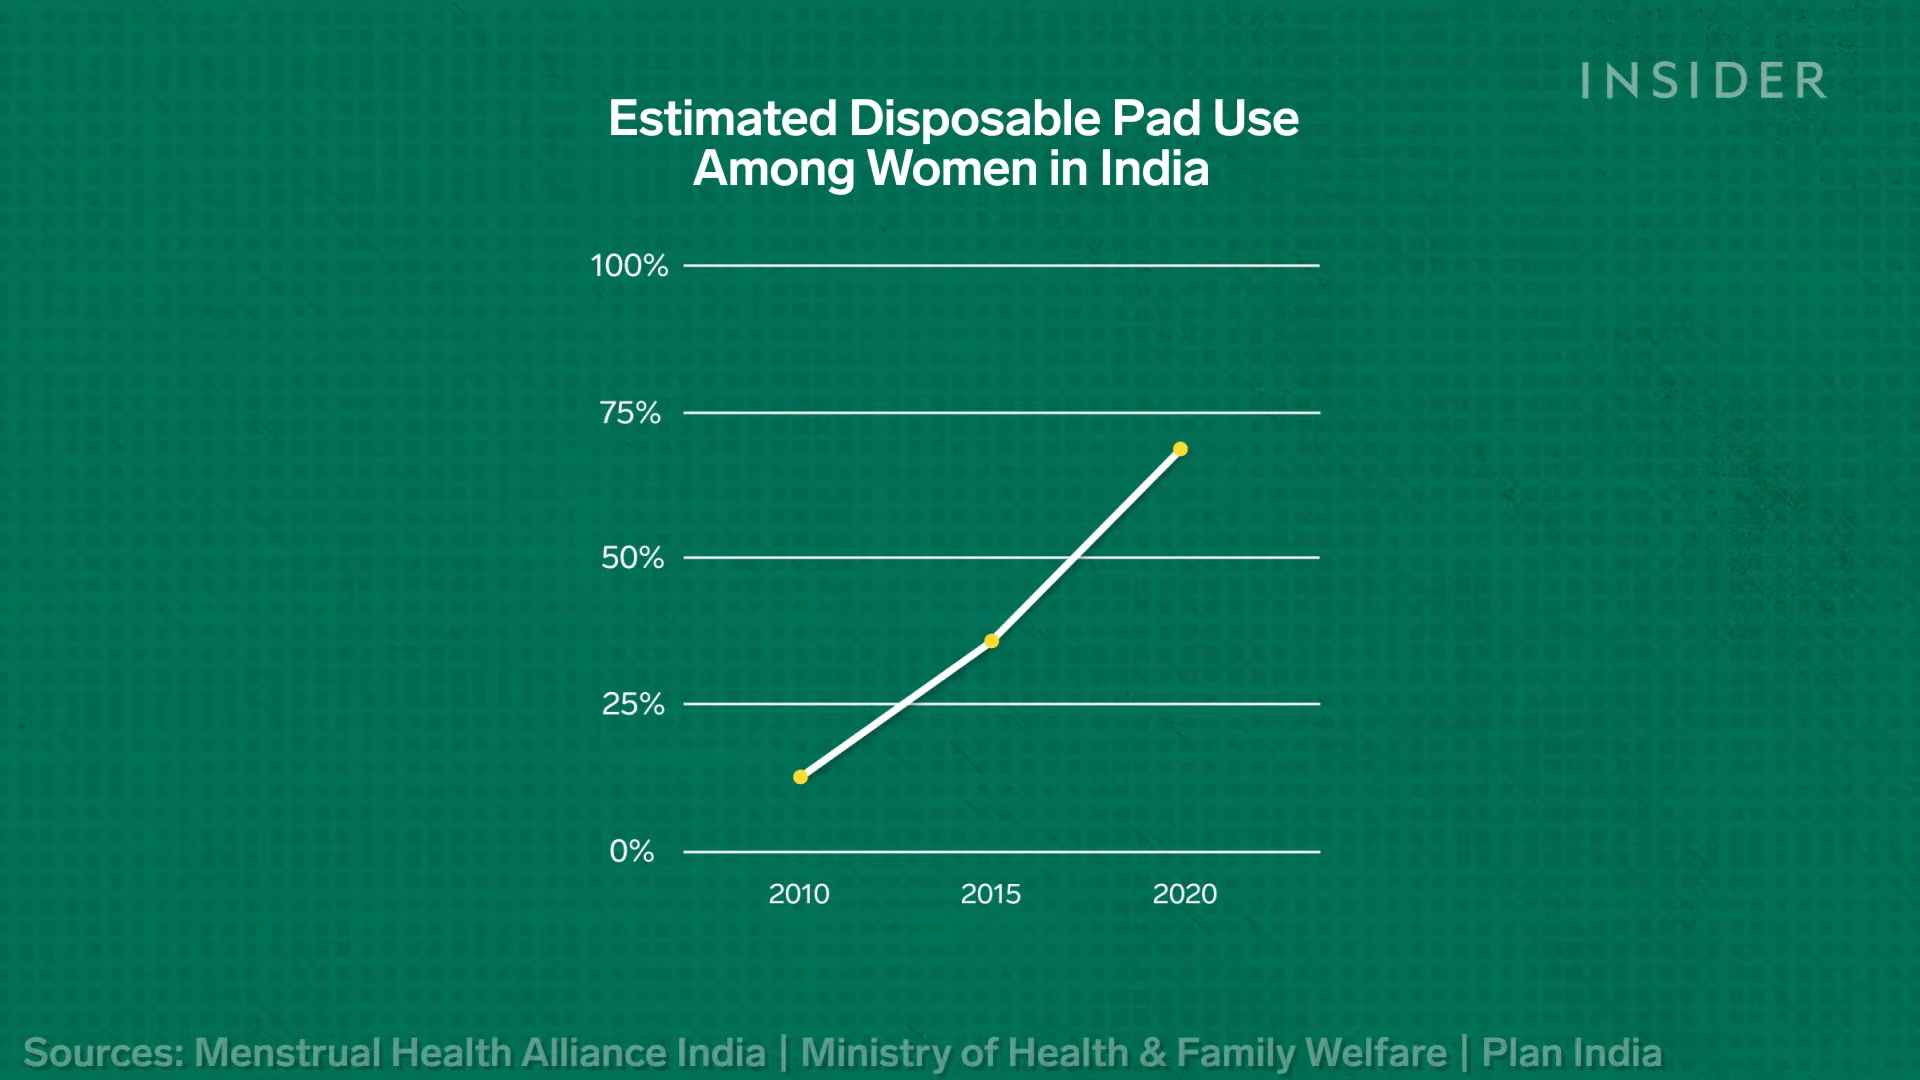 INSIDER
Estimated Disposable Pad Use
Among Women in India
100%
75%
50%
25%
0%
2010 2015 2020
Sources: Menstrual Health Alliance India | Ministry of Health & Family Welfare | Plan India